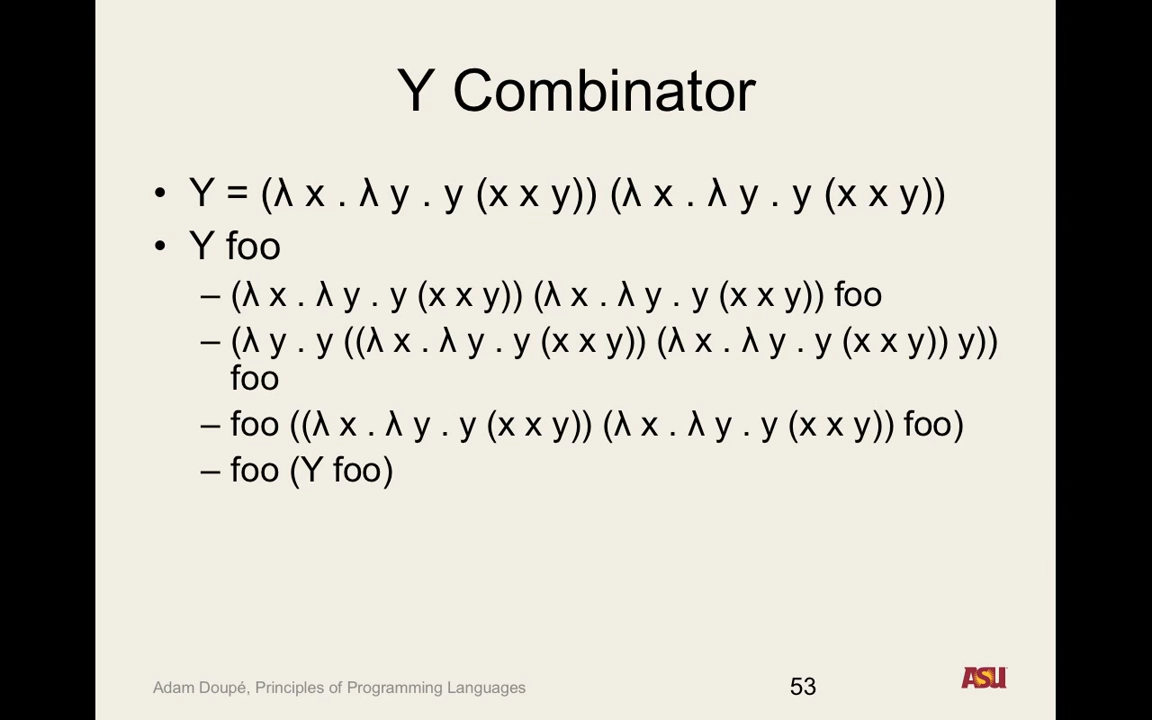 Y Combinator
• Y = (λ x . λ y . y (x x y)) (λ x . λ y . y (x x y))
• Y foo
– (λ x . λ y . y (x x y)) (λ x . λ y . y (x x y)) foo
– (λ y . y ((λ x . λ y . y (x x y)) (λ x . λ y . y (x x y)) y))
foo
– foo ((λ x . λ y . y (x x y)) (λ x . λ y . y (x x y)) foo)
– foo (Y foo)
Adam Doupé, Principles of Programming Languages
53
ASU